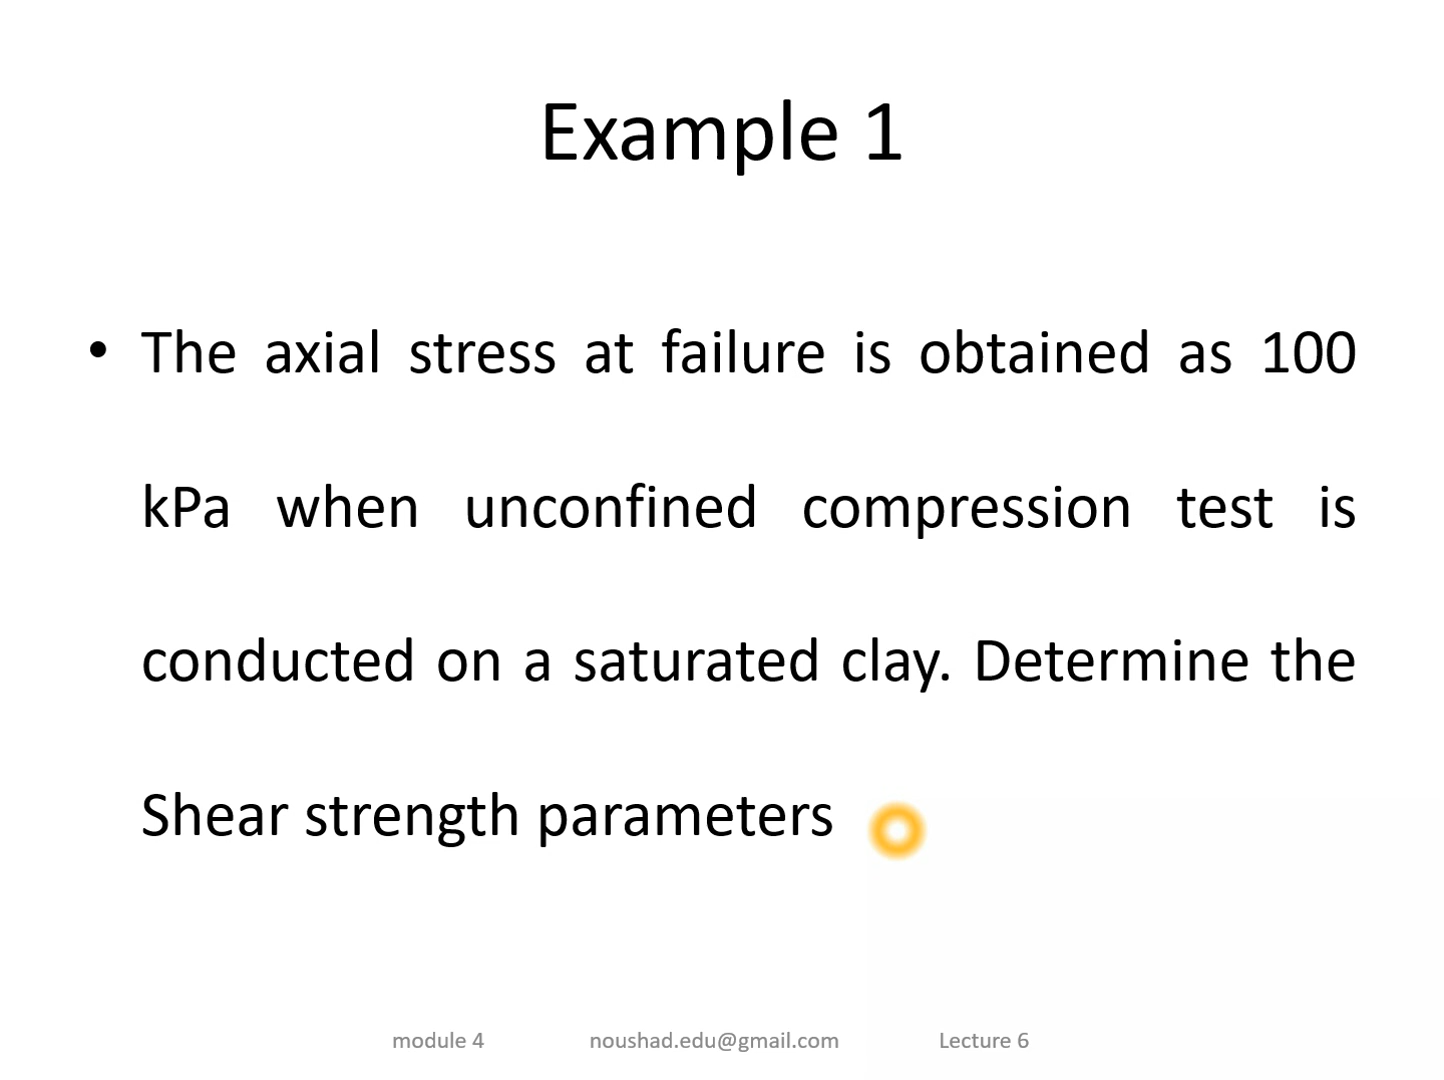 Example 1
• The axial stress at failure is obtained as 100
kPa when unconfined compression test is
conducted on a saturated clay. Determine the
Shear strength parameters
module 4 noushad.edu@gmail.com Lecture 6